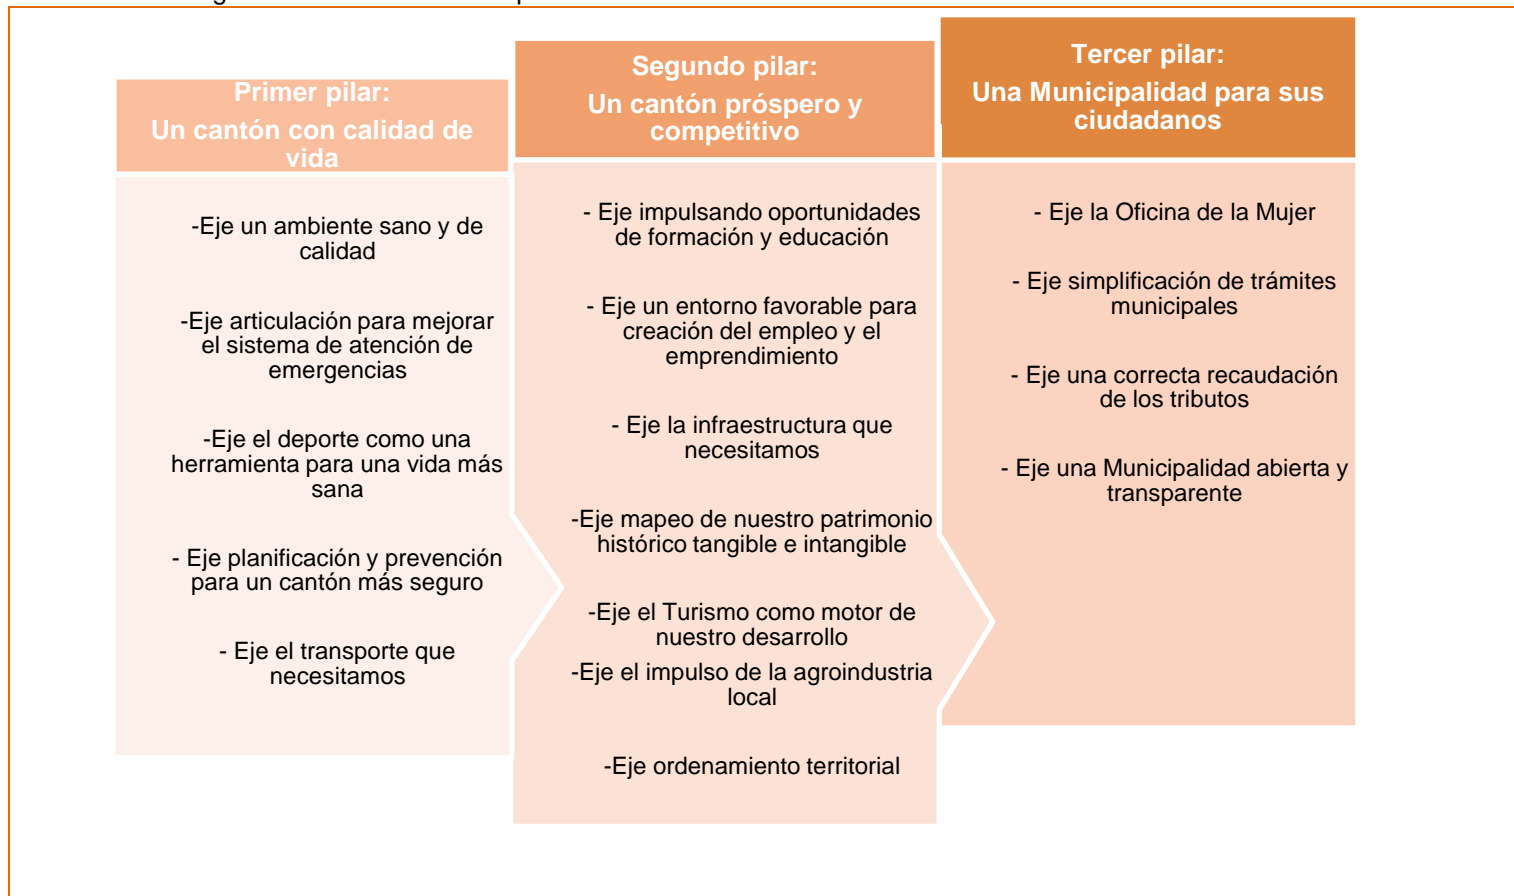 Primer pilar:
Un cantón con calidad de
vida
-Eje un ambiente sano y de
calidad
-Eje articulación para mejorar
el sistema de atención de
emergencias
-Eje el deporte como una
herramienta para una vida más
sana
- Eje planificación y prevención
para un cantón más seguro
- Eje el transporte que
necesitamos
Segundo pilar:
Un cantón próspero y
competitivo
- Eje impulsando oportunidades
de formación y educación
- Eje un entorno favorable para
creación del empleo y el
emprendimiento
- Eje la infraestructura que
necesitamos
-Eje mapeo de nuestro patrimonio
histórico tangible e intangible
-Eje el Turismo como motor de
nuestro desarrollo
-Eje el impulso de la agroindustria
local
-Eje ordenamiento territorial
Tercer pilar:
Una Municipalidad para sus
ciudadanos
- Eje la Oficina de la Mujer
- Eje simplificación de trámites
municipales
- Eje una correcta recaudación
de los tributos
- Eje una Municipalidad abierta y
transparente